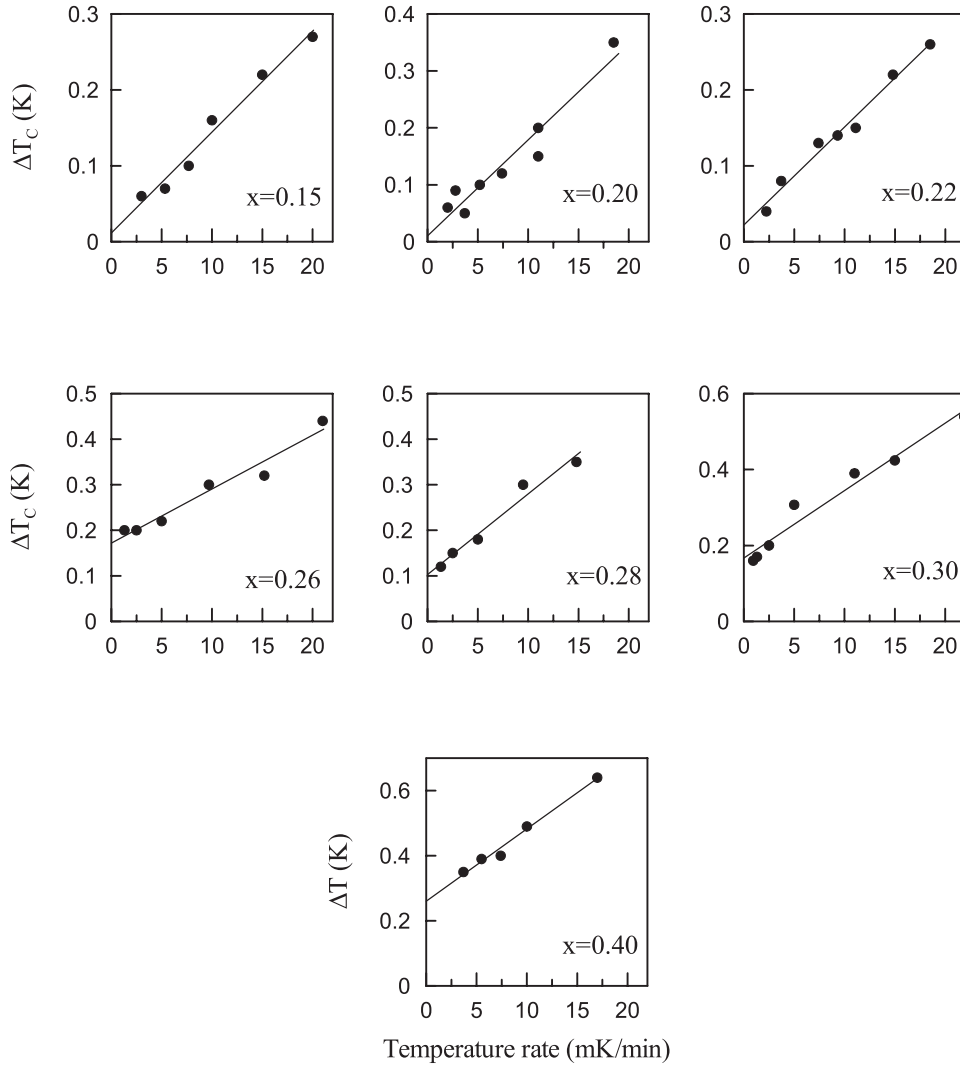 0.3 0.4 0.3
0.3
0.2 0.2
ΔT_C (K) 0.2
0.1 0.1
0.1
x=0.15 x=0.20 x=0.22
0 0 0
0 5 10 15 20 0 5 10 15 20 0 5 10 15 20
0.5 0.5 0.6
0.4 0.4
0.4
ΔT_C (K) 0.3 0.3
0.2 0.2 0.2
0.1 0.1
x=0.26 x=0.28 x=0.30
0 0 0
0 5 10 15 20 0 5 10 15 20 0 5 10 15 20
0.6
ΔT (K) 0.4
0.2
x=0.40
0
0 5 10 15 20
Temperature rate (mK/min)